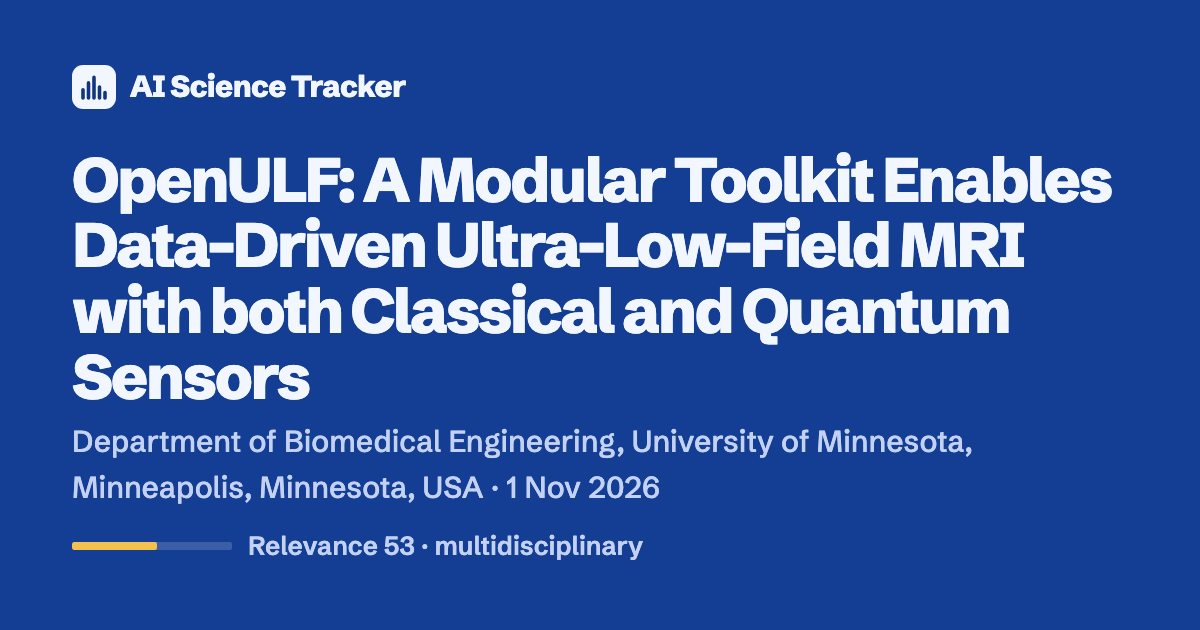 AI Science Tracker
OpenULF: A Modular Toolkit Enables
Data-Driven Ultra-Low-Field MRI
with both Classical and Quantum
Sensors
Department of Biomedical Engineering, University of Minnesota,
Minneapolis, Minnesota, USA · 1 Nov 2026
Relevance 53 · multidisciplinary